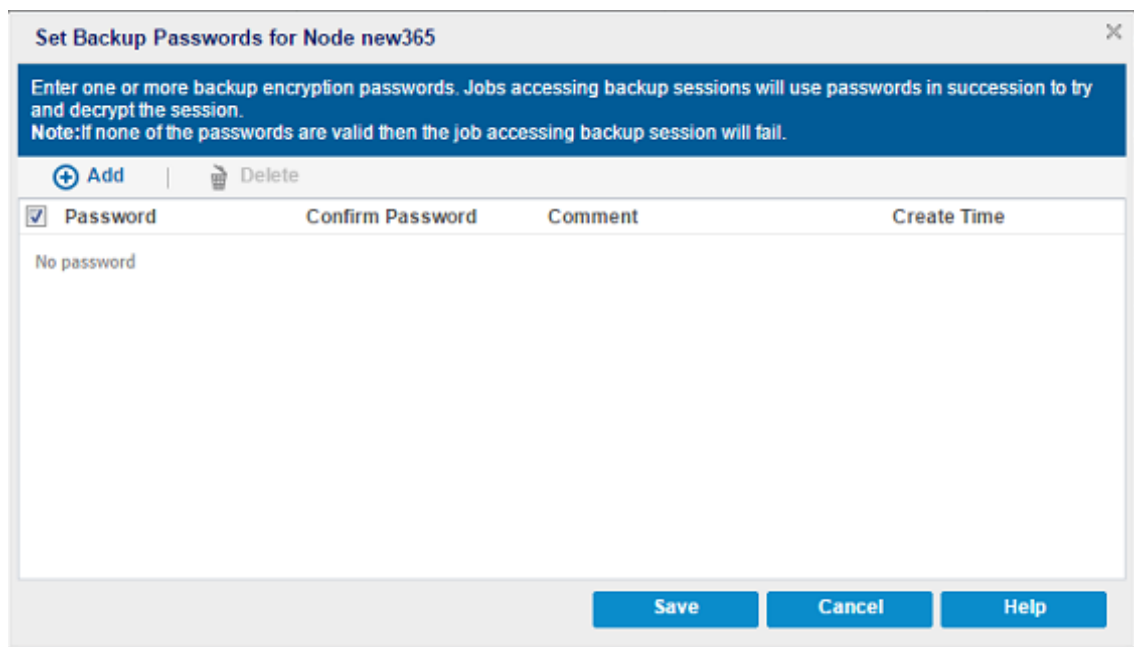 Set Backup Passwords for Node new365
Enter one or more backup encryption passwords. Jobs accessing backup sessions will use passwords in succession to try
and decrypt the session.
Note:If none of the passwords are valid then the job accessing backup session will fail.
Add | Delete
Password Confirm Password Comment Create Time
No password
Save Cancel Help